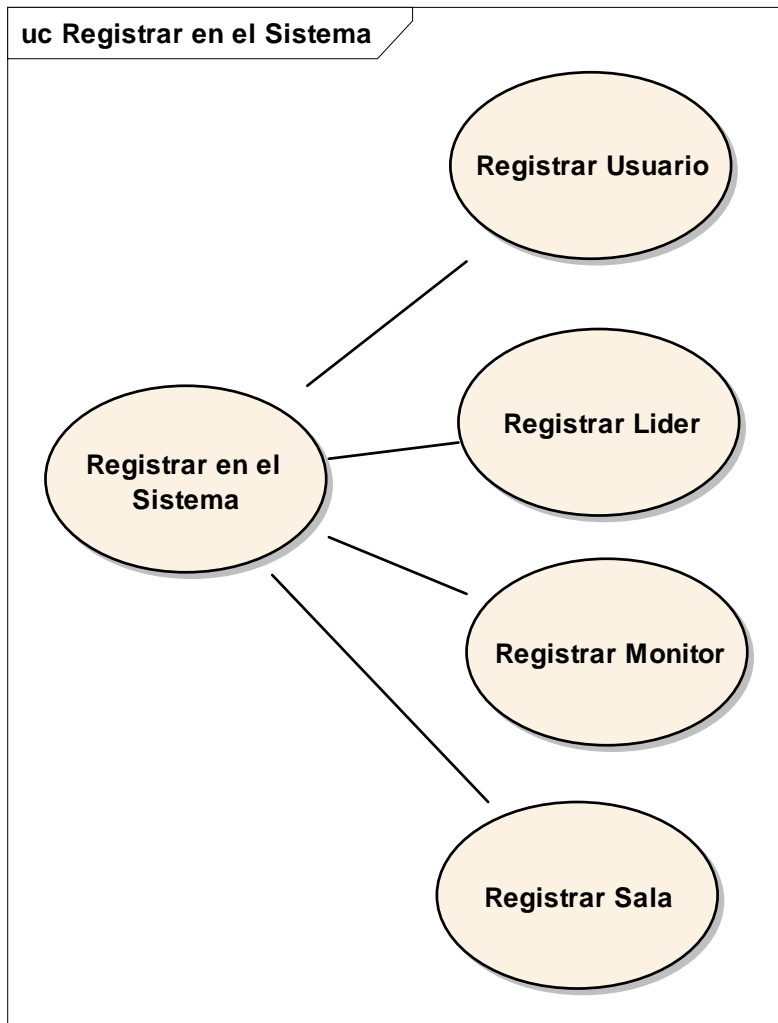 uc Registrar en el Sistema
Registrar Usuario
Registrar Lider
Registrar en el
Sistema
Registrar Monitor
Registrar Sala